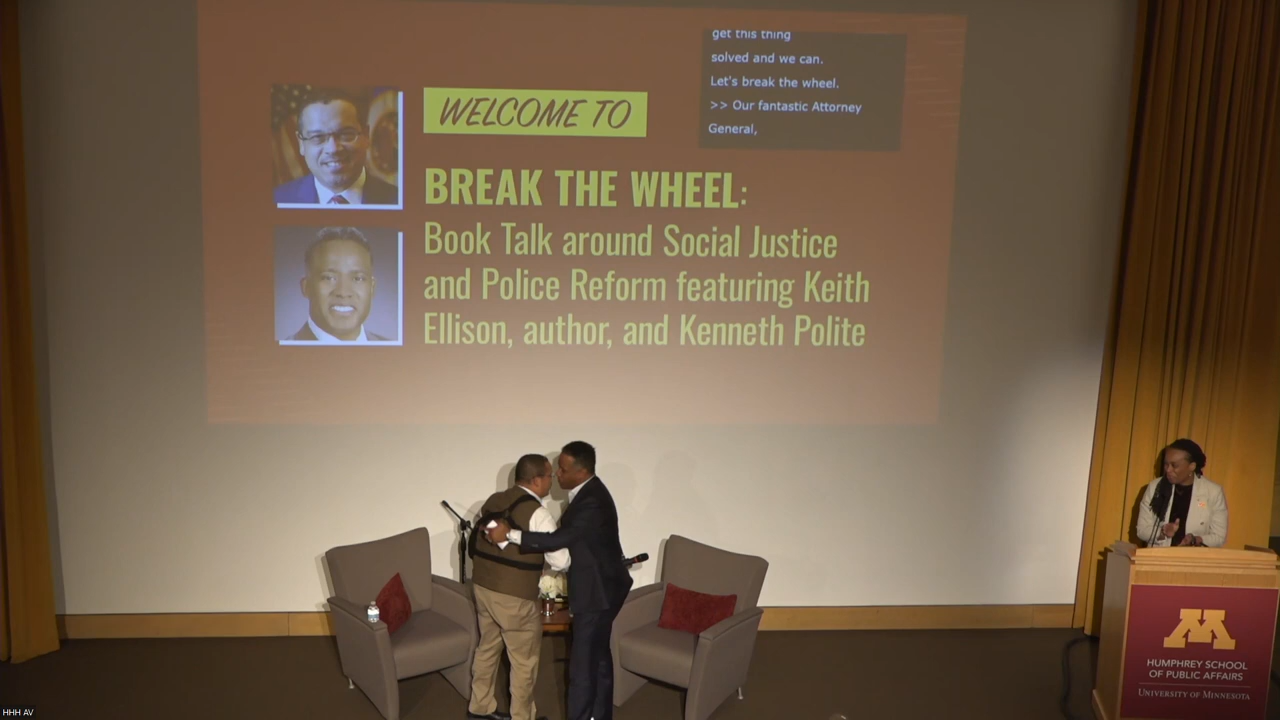 get this thing
solved and we can.
Let's break the wheel.
>> Our fantastic Attorney
General,
WELCOME TO
BREAK THE WHEEL:
Book Talk around Social Justice
and Police Reform featuring Keith
Ellison, author, and Kenneth Polite
M
HUMPHREY SCHOOL
OF PUBLIC AFFAIRS
UNIVERSITY OF MINNESOTA
HHH AV